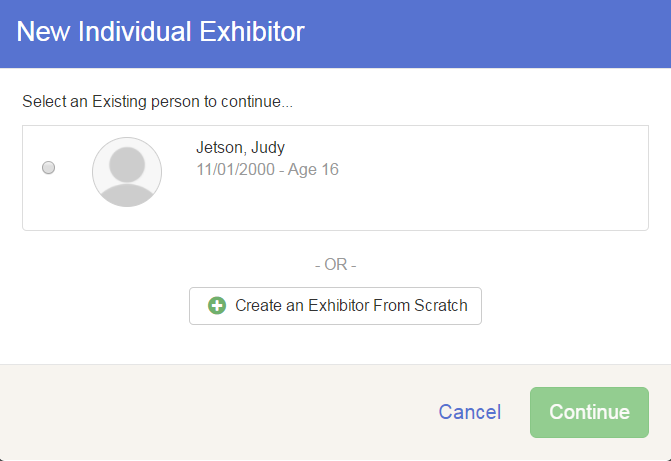 New Individual Exhibitor
Select an Existing person to continue...
Jetson, Judy
11/01/2000 - Age 16
- OR -
Create an Exhibitor From Scratch
Cancel
Continue